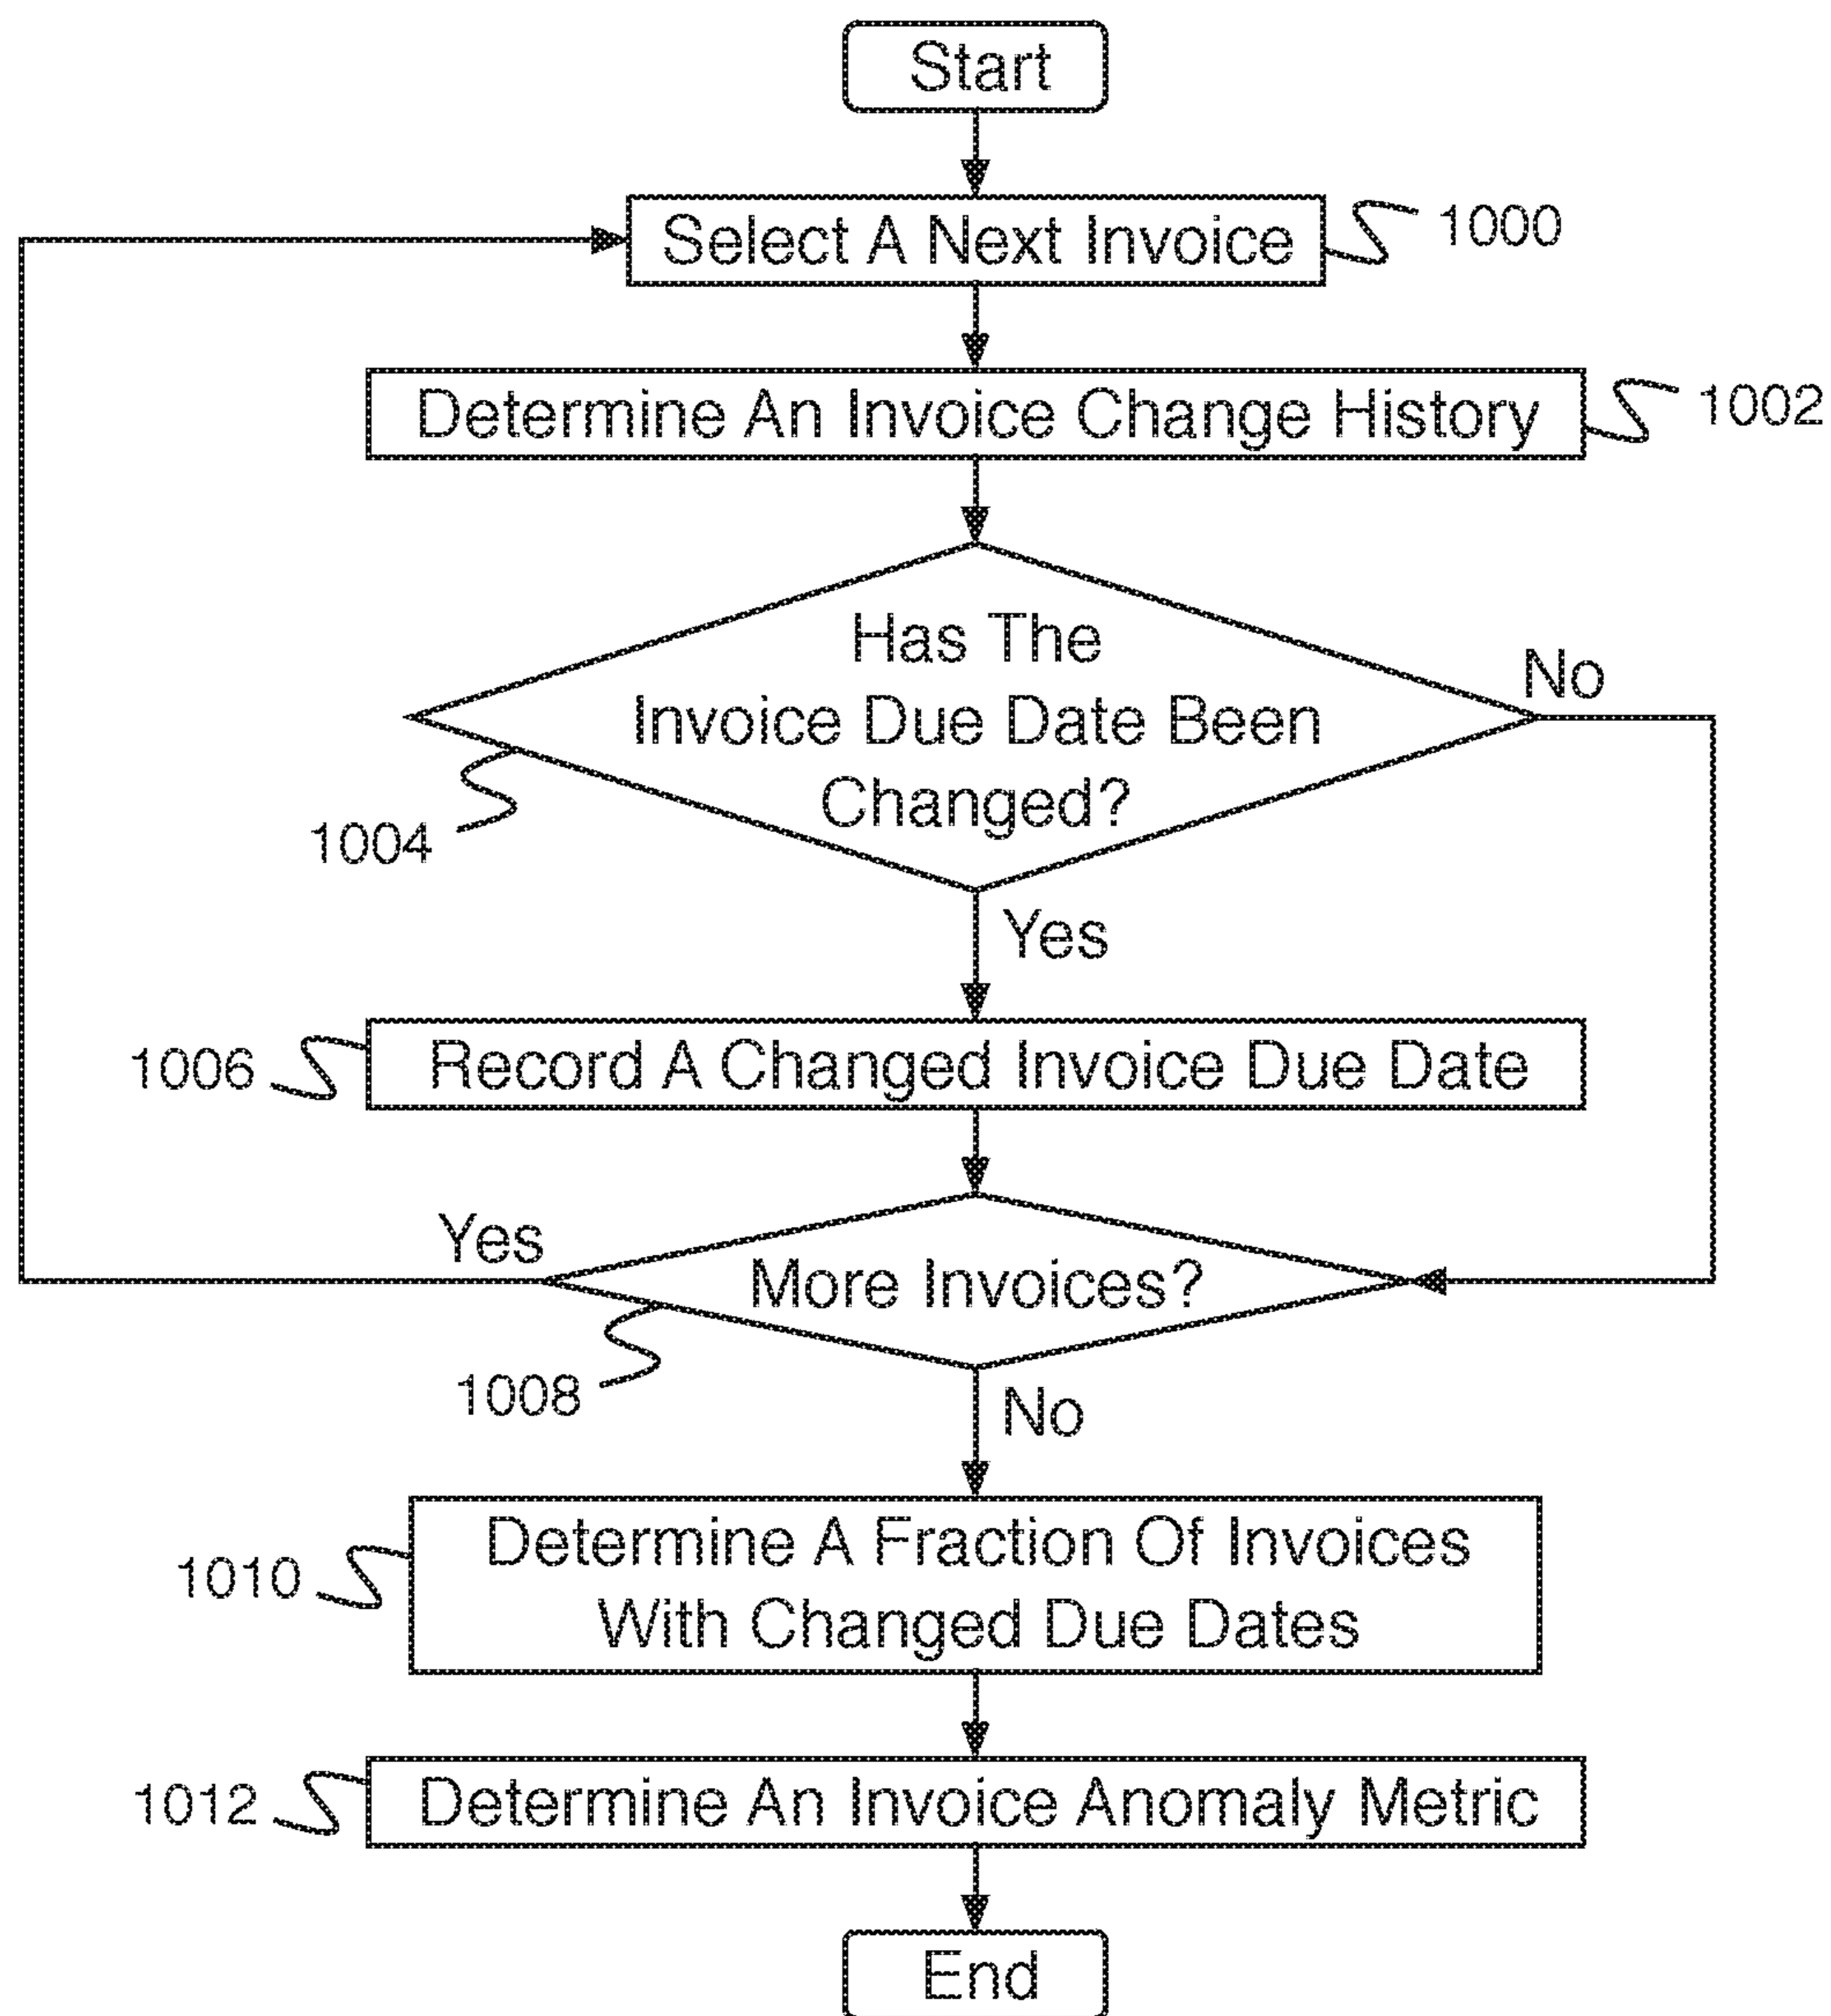 Start
Select A Next Invoice
1000
Determine An Invoice Change History
1002
Has The
Invoice Due Date Been
Changed?
No
1004
Yes
1006
Record A Changed Invoice Due Date
Yes
More Invoices?
1008
No
1010
Determine A Fraction Of Invoices
With Changed Due Dates
1012
Determine An Invoice Anomaly Metric
End